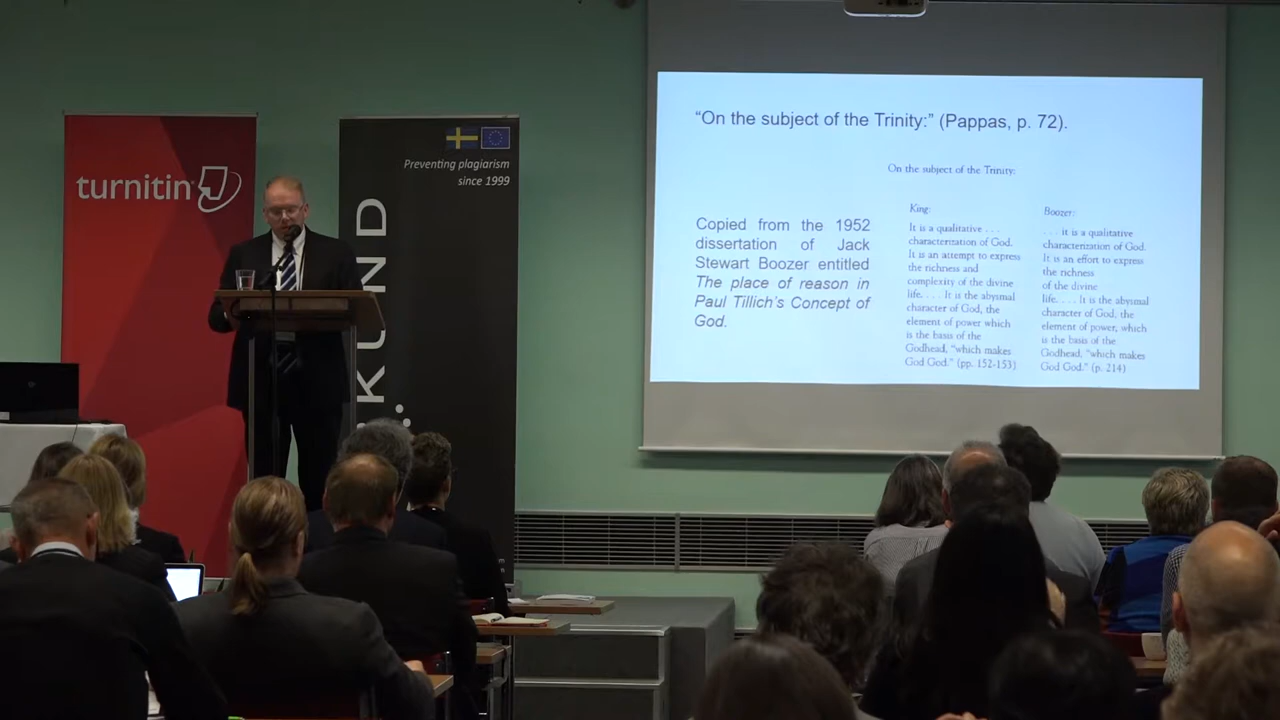 turnitin
Preventing plagiarism
since 1999
KUND
"On the subject of the Trinity:" (Pappas, p. 72).
Copied from the 1952
dissertation of Jack
Stewart Boozer entitled
The place of reason in
Paul Tillich's Concept of
God.
On the subject of the Trinity:
King:
It is a qualitative . . .
characterization of God.
It is an attempt to express
the richness and
complexity of the divine
life. . . . It is the abysmal
character of God, the
element of power which
is the basis of the
Godhead, "which makes
God God." (pp. 152-153)
Boozer:
. . . it is a qualitative
characterization of God.
It is an effort to express
the richness
of the divine
life. . . . It is the abysmal
character of God, the
element of power, which
is the basis of the
Godhead, "which makes
God God." (p. 214)